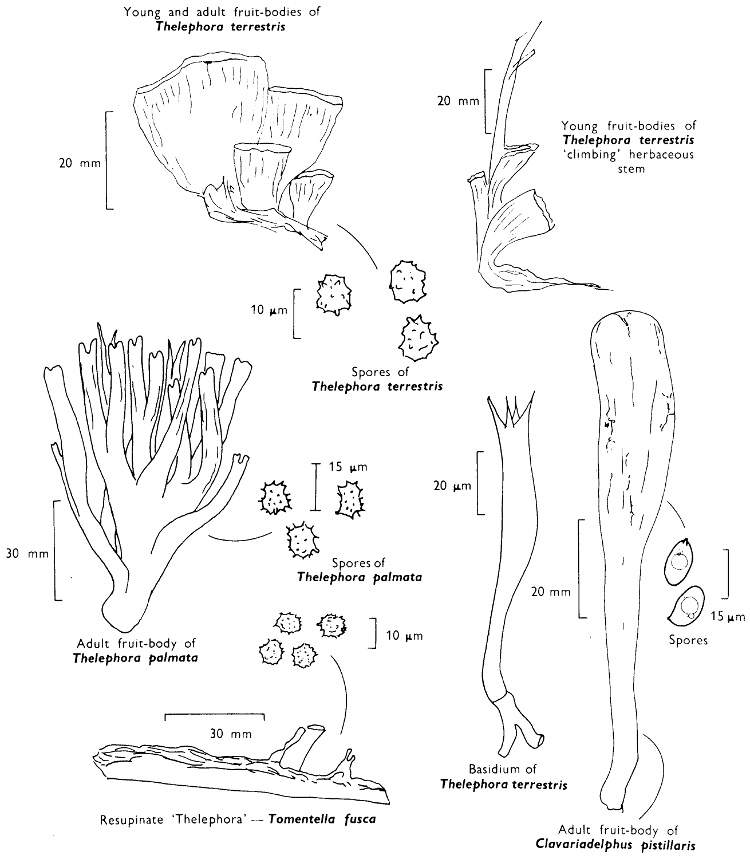 Young and adult fruit-bodies of
Thelephora terrestris
20 mm
20 mm
Young fruit-bodies of
Thelephora terrestris
‘climbing’ herbaceous
stem
10 μm
Spores of
Thelephora terrestris
15 μm
30 mm
Spores of
Thelephora palmata
Adult fruit-body of
Thelephora palmata
10 μm
30 mm
Resupinate ‘Thelephora’ — Tomentella fusca
20 μm
Basidium of
Thelephora terrestris
20 mm
15 μm
Spores
Adult fruit-body of
Clavariadelphus pistillaris